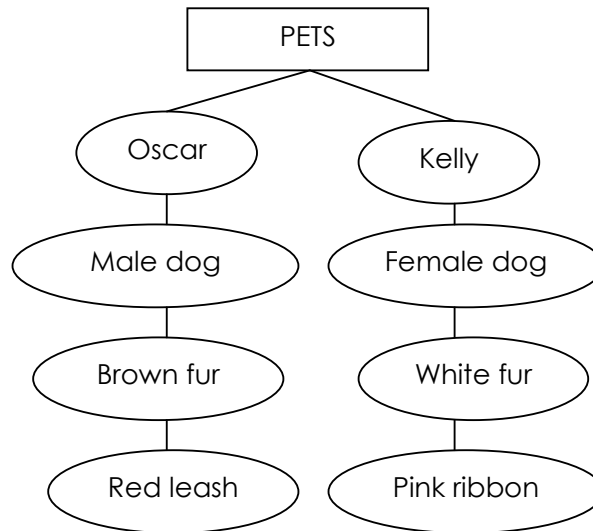 PETS
Oscar
Kelly
Male dog
Female dog
Brown fur
White fur
Red leash
Pink ribbon